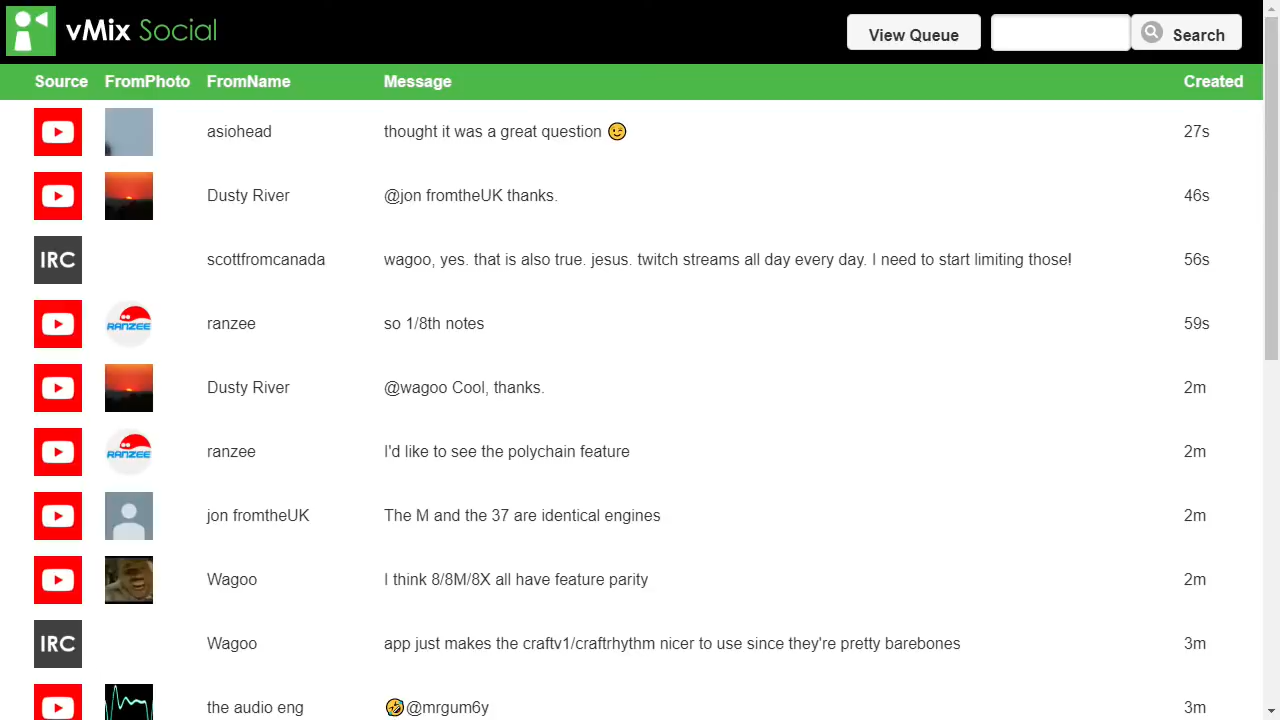 vMix Social
View Queue
Search
Source FromPhoto FromName Message Created
asiohead thought it was a great question 😉 27s
Dusty River @jon fromtheUK thanks. 46s
IRC scottfromcanada wagoo, yes. that is also true. jesus. twitch streams all day every day. I need to start limiting those! 56s
RANZEE ranzee so 1/8th notes 59s
Dusty River @wagoo Cool, thanks. 2m
RANZEE ranzee I'd like to see the polychain feature 2m
jon fromtheUK The M and the 37 are identical engines 2m
Wagoo I think 8/8M/8X all have feature parity 2m
IRC Wagoo app just makes the craftv1/craftrhythm nicer to use since they're pretty barebones 3m
the audio eng 🤣@mrgum6y 3m